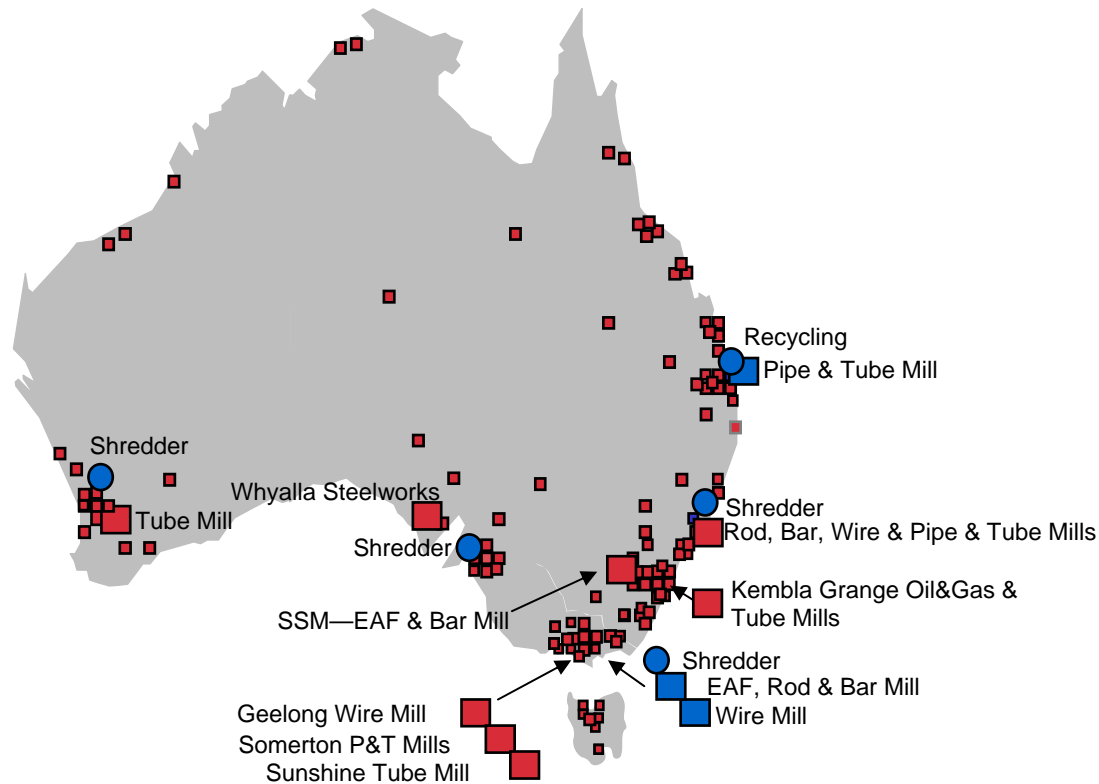 Recycling
Pipe & Tube Mill
Shredder
Whyalla Steelworks
Shredder
Tube Mill
Rod, Bar, Wire & Pipe & Tube Mills
Shredder
Kembla Grange Oil&Gas &
Tube Mills
SSM—EAF & Bar Mill
Shredder
EAF, Rod & Bar Mill
Geelong Wire Mill
Wire Mill
Somerton P&T Mills
Sunshine Tube Mill